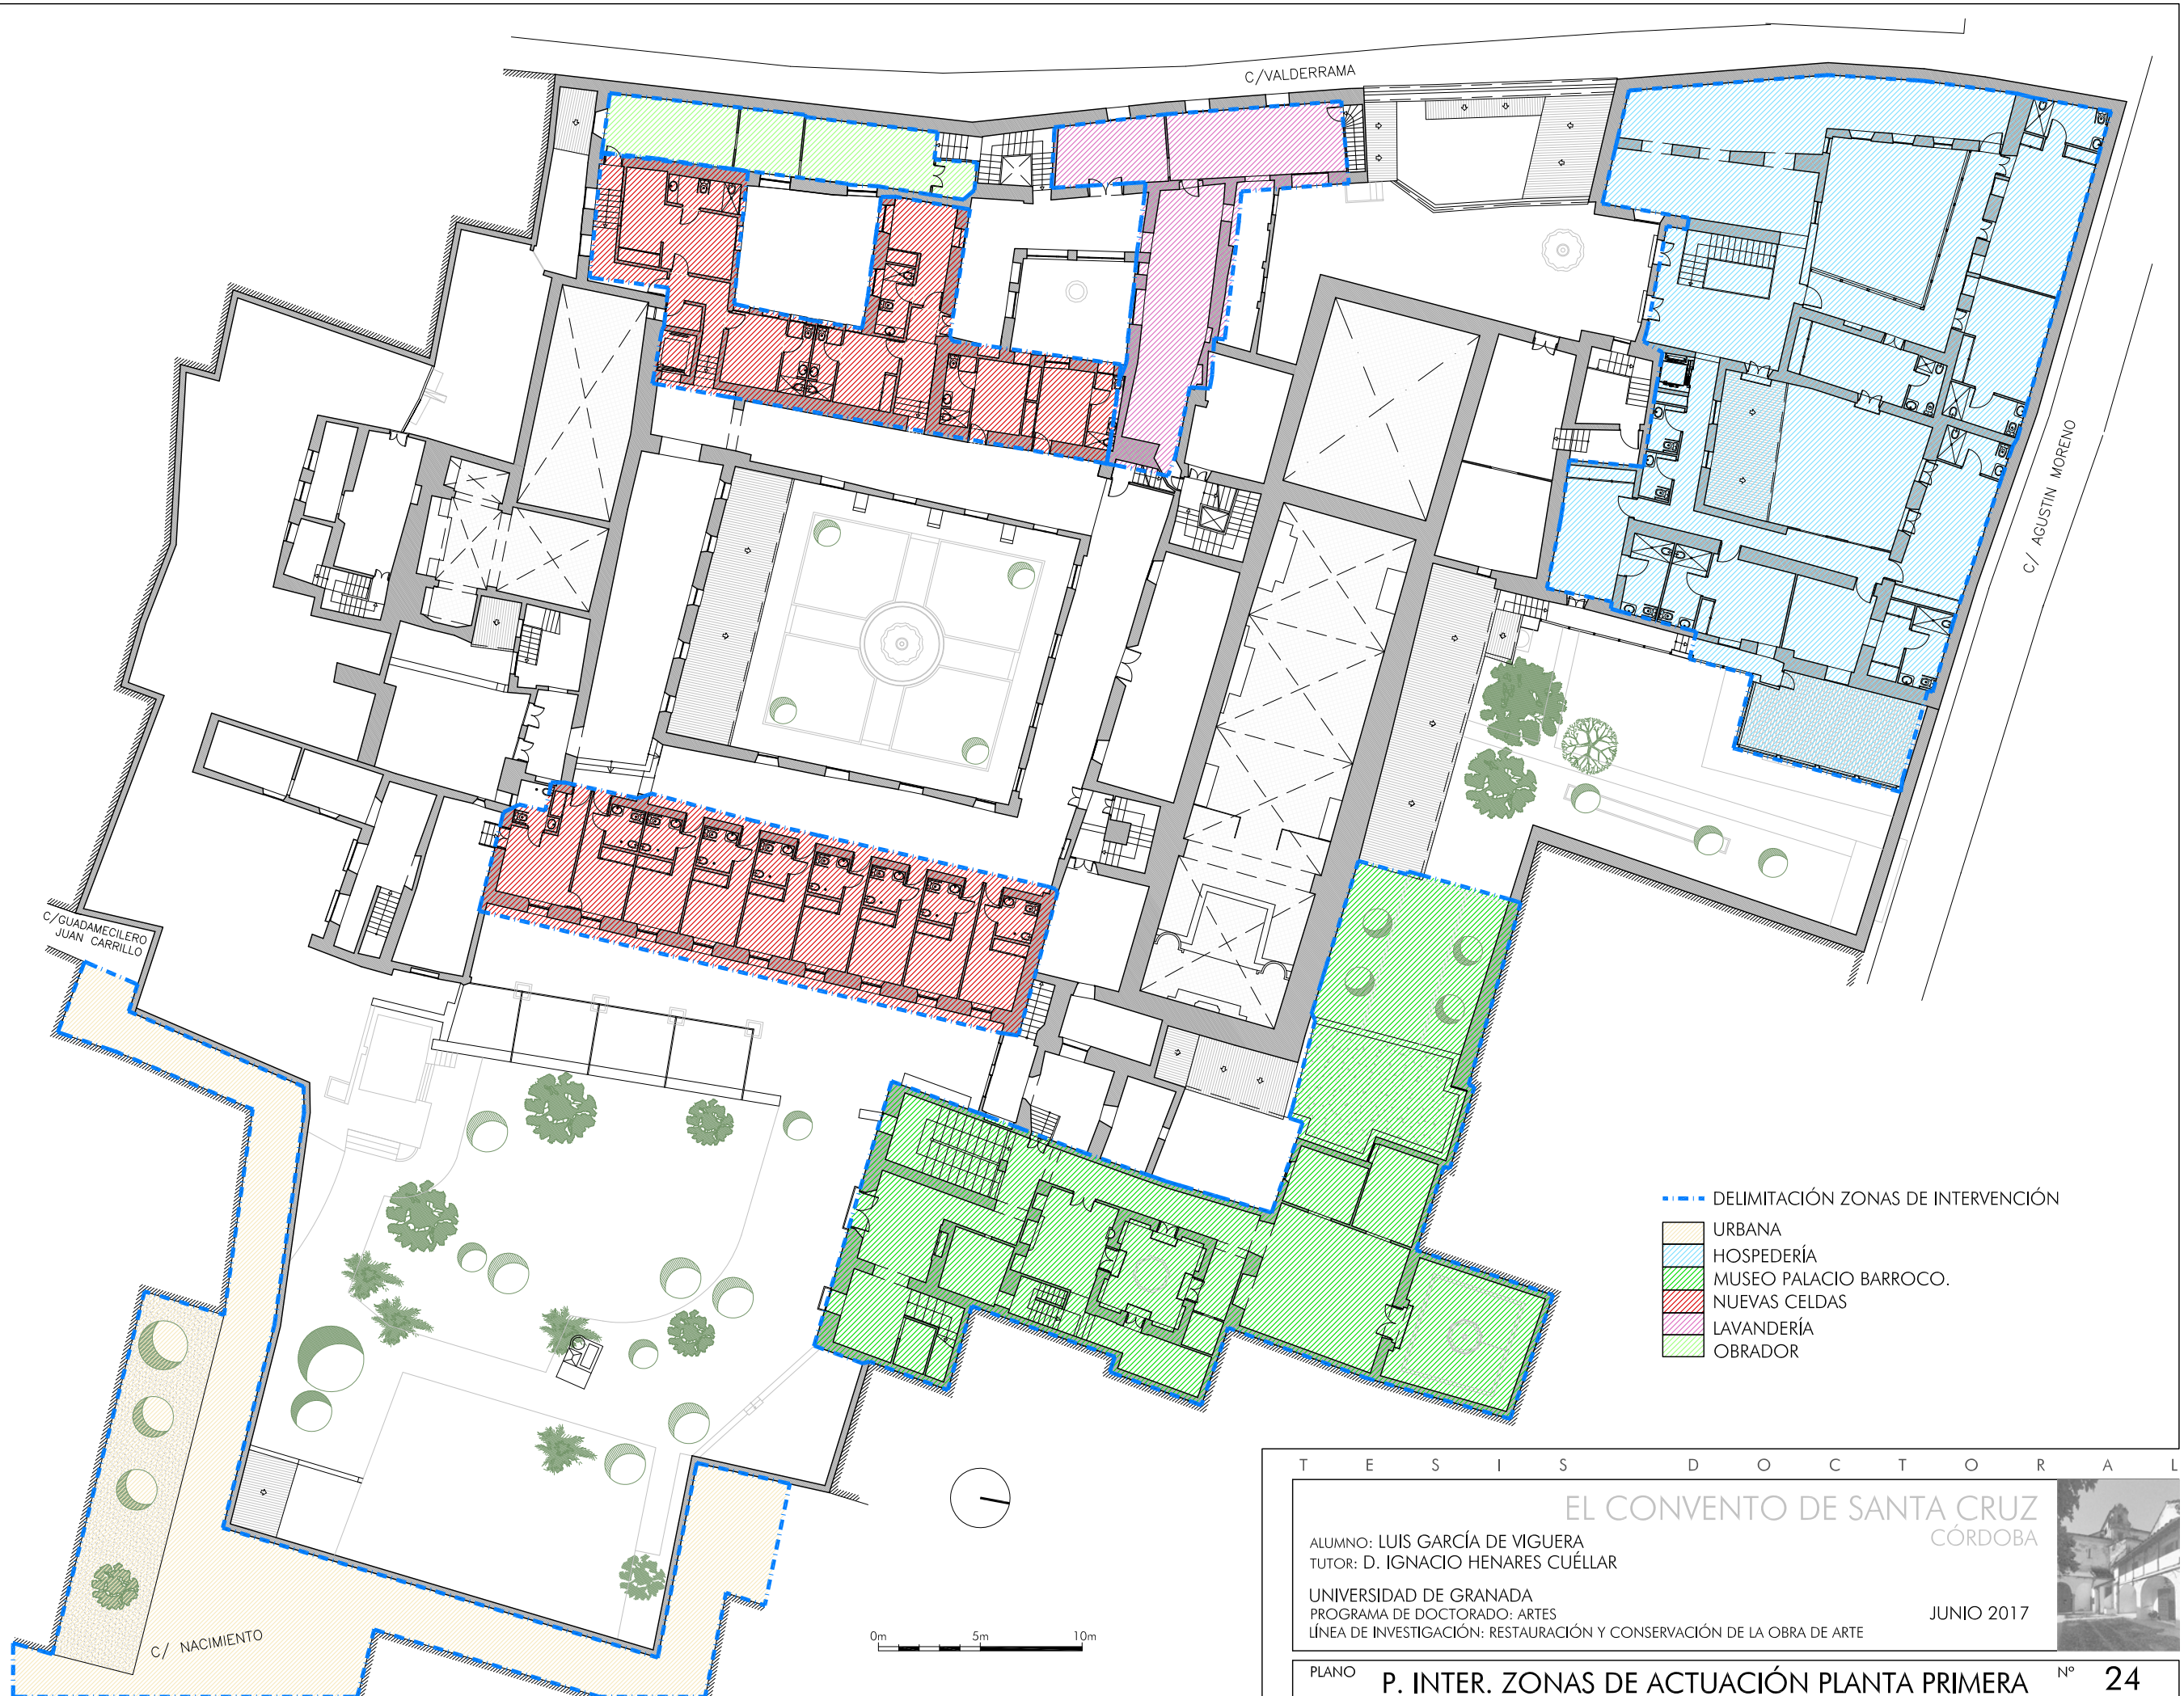 C/VALDERRAMA
C/ AGUSTIN MORENO
C/GUADAMECILERO
JUAN CARRILLO
C/ NACIMIENTO
DELIMITACIÓN ZONAS DE INTERVENCIÓN
URBANA
HOSPEDERÍA
MUSEO PALACIO BARROCO.
NUEVAS CELDAS
LAVANDERÍA
OBRADOR
0m 5m 10m
TESIS DOCTORAL
EL CONVENTO DE SANTA CRUZ
CÓRDOBA
ALUMNO: LUIS GARCÍA DE VIGUERA
TUTOR: D. IGNACIO HENARES CUÉLLAR
UNIVERSIDAD DE GRANADA
PROGRAMA DE DOCTORADO: ARTES
JUNIO 2017
LÍNEA DE INVESTIGACIÓN: RESTAURACIÓN Y CONSERVACIÓN DE LA OBRA DE ARTE
PLANO P. INTER. ZONAS DE ACTUACIÓN PLANTA PRIMERA Nº 24